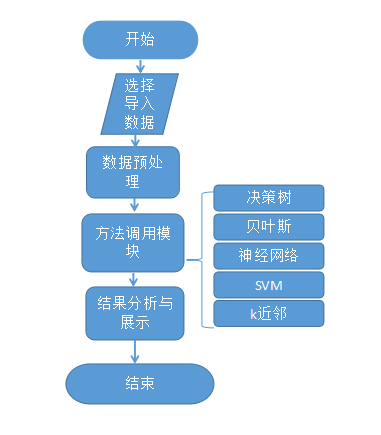 开始
选择
导入
数据
数据预处
理
方法调用模
块
决策树
贝叶斯
神经网络
SVM
k近邻
结果分析与
展示
结束